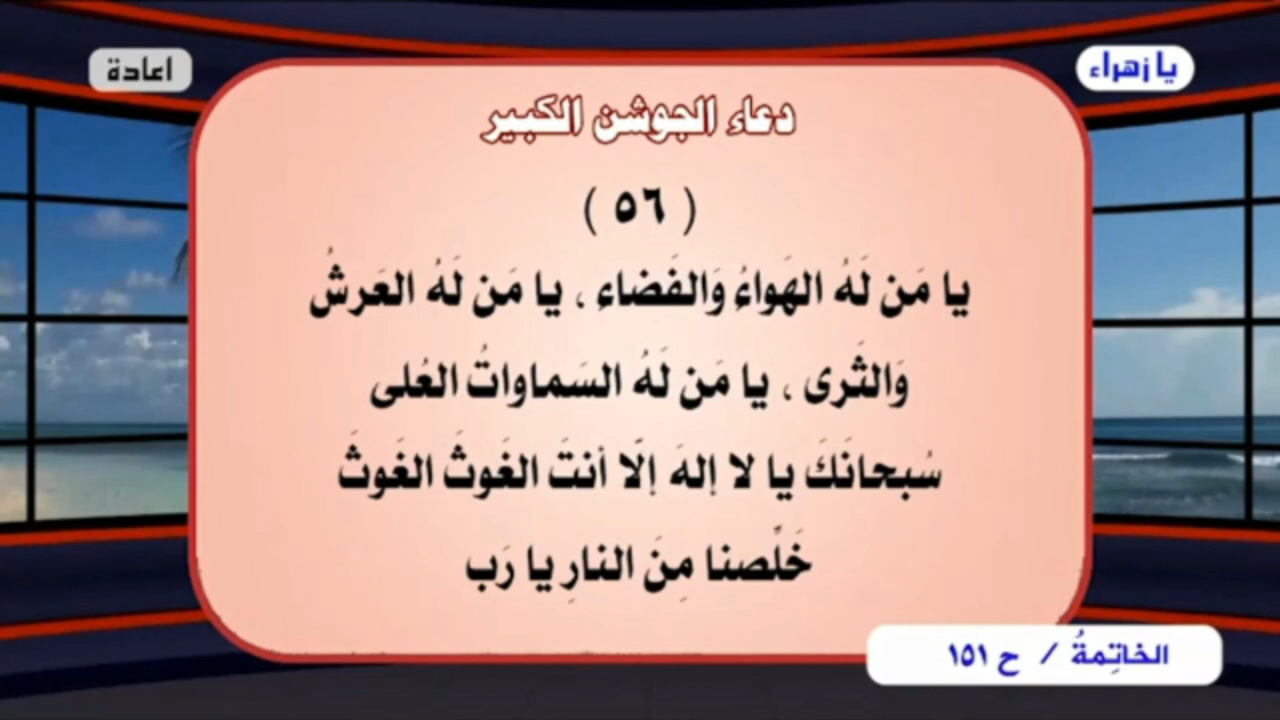 يا زهراء
اعادة
دعاء الجوشن الكبير
( ٥٦ )
يا مَن لَهُ الهَواءُ وَالفَضاء ، يا مَن لَهُ العَرشُ
وَالثَرى ، يا مَن لَهُ السَماواتُ العُلى
سُبحانَكَ يا لا إلهَ إلّا أنتَ الغَوثَ الغَوثَ
خَلِّصنا مِنَ النارِ يا رَب
الخاتِمةُ / ح ١٥١